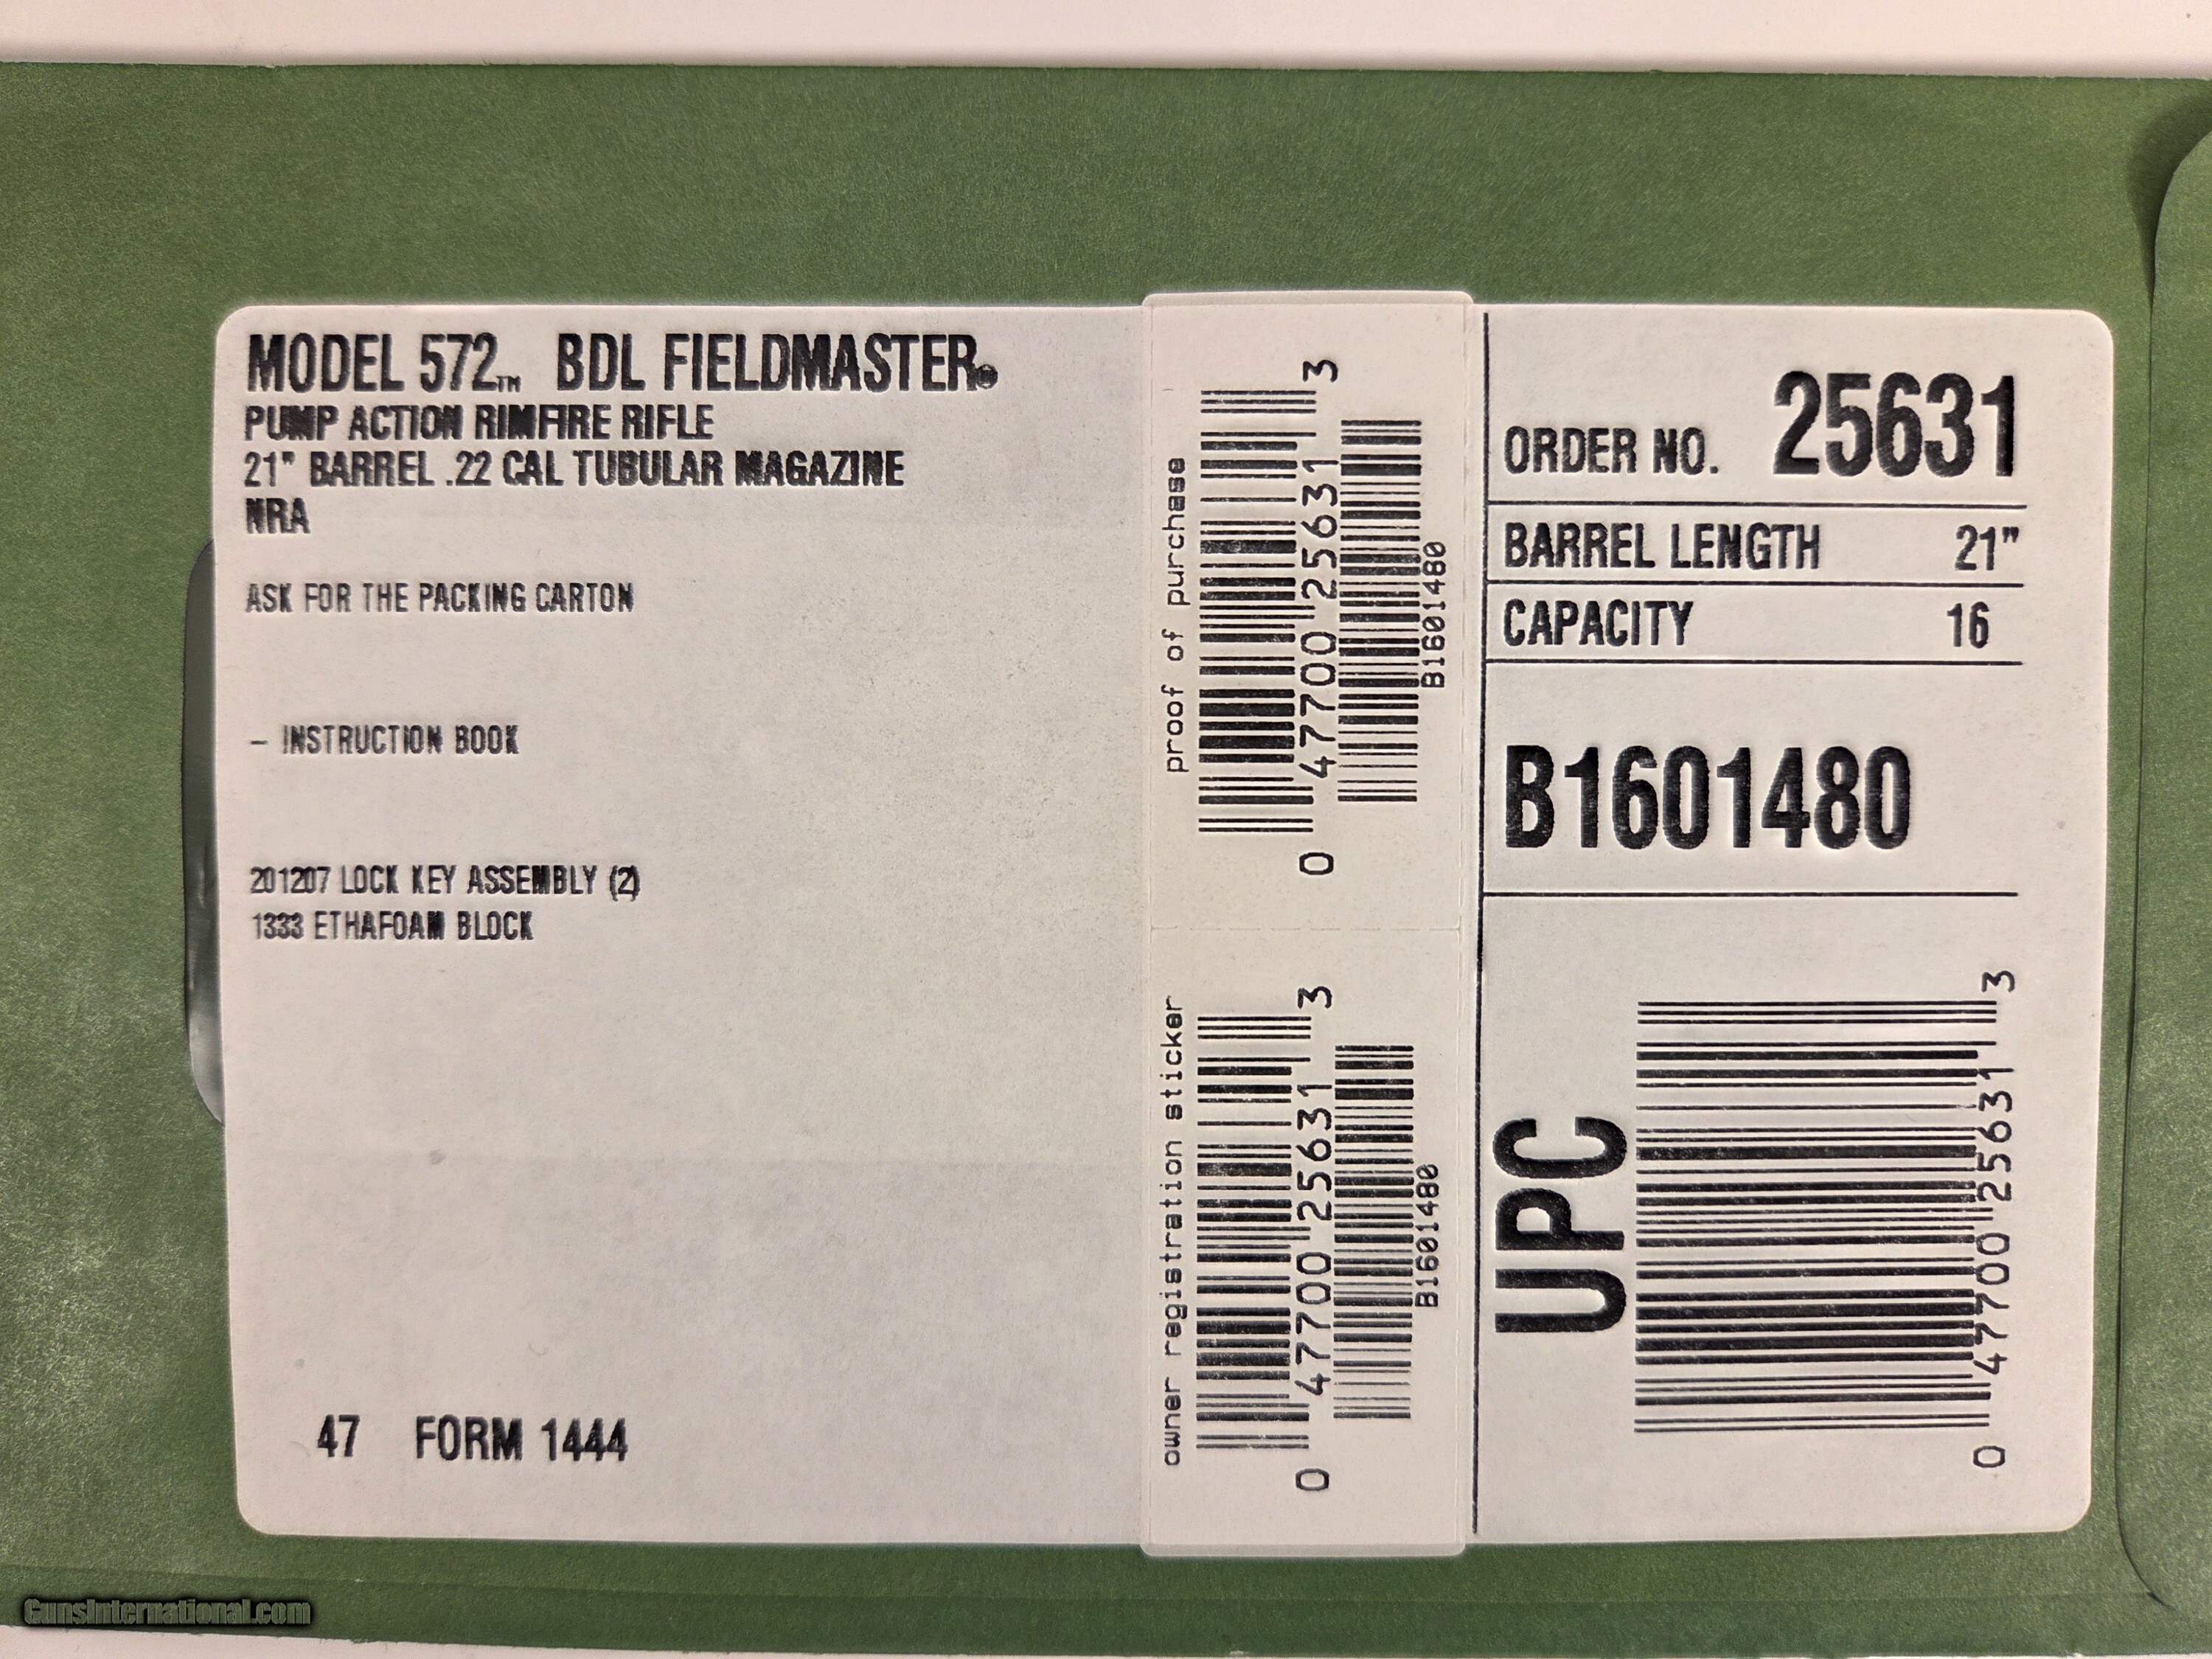 MODEL 572™ BDL FIELDMASTER®
PUMP ACTION RIMFIRE RIFLE
21" BARREL .22 CAL TUBULAR MAGAZINE
NRA
ASK FOR THE PACKING CARTON
- INSTRUCTION BOOK
201207 LOCK KEY ASSEMBLY (2)
1333 ETHAFOAM BLOCK
47 FORM 1444
proof of purchase
0 47700 25631 3
B1601480
owner registration sticker
0 47700 25631 3
B1601480
ORDER NO. 25631
BARREL LENGTH 21"
CAPACITY 16
B1601480
UPC
0 47700 25631 3
GunsInternational.com